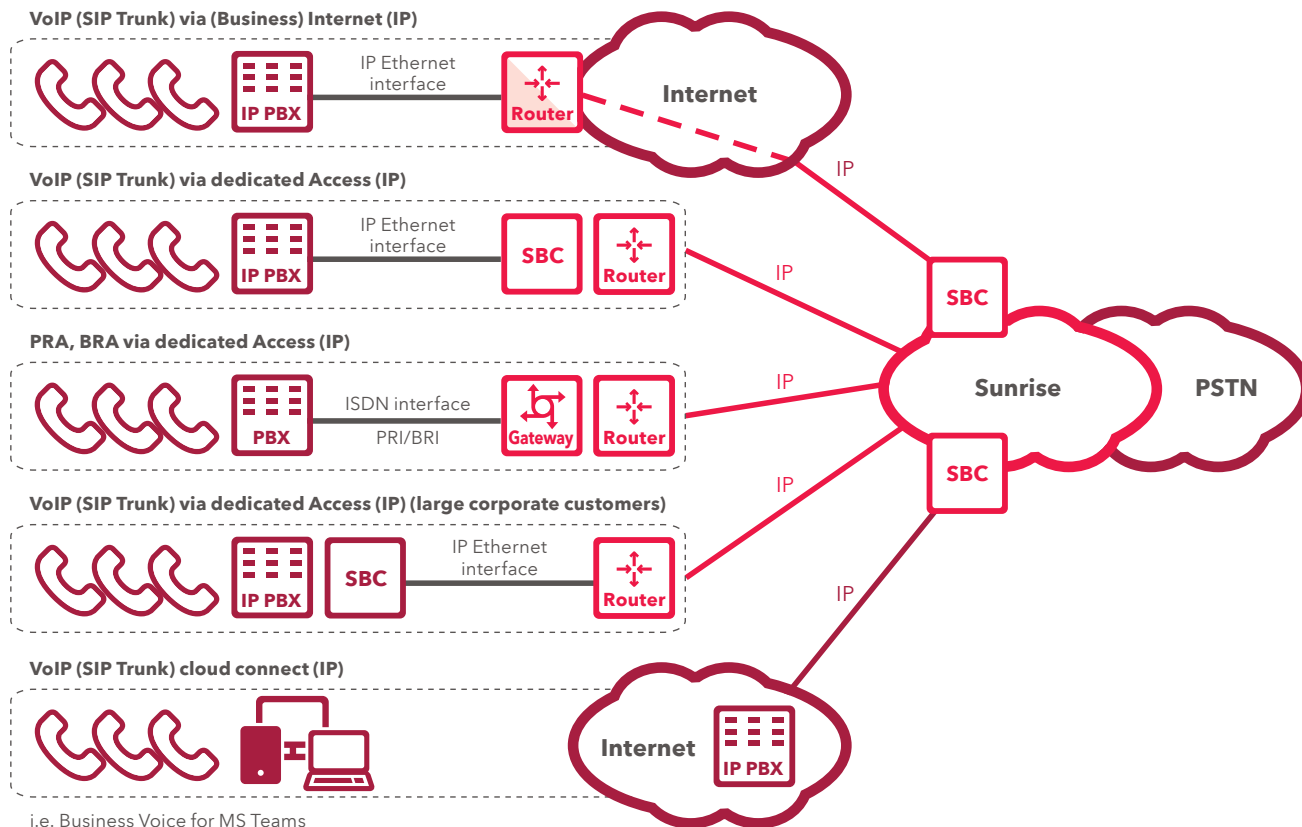 VoIP (SIP Trunk) via (Business) Internet (IP)
IP PBX
IP Ethernet
interface
Router
Internet
IP
VoIP (SIP Trunk) via dedicated Access (IP)
IP PBX
IP Ethernet
interface
SBC
Router
IP
SBC
PRA, BRA via dedicated Access (IP)
PBX
ISDN interface
PRI/BRI
Gateway
Router
IP
Sunrise
PSTN
SBC
VoIP (SIP Trunk) via dedicated Access (IP) (large corporate customers)
IP PBX
SBC
IP Ethernet
interface
Router
IP
IP
VoIP (SIP Trunk) cloud connect (IP)
Internet
IP PBX
i.e. Business Voice for MS Teams